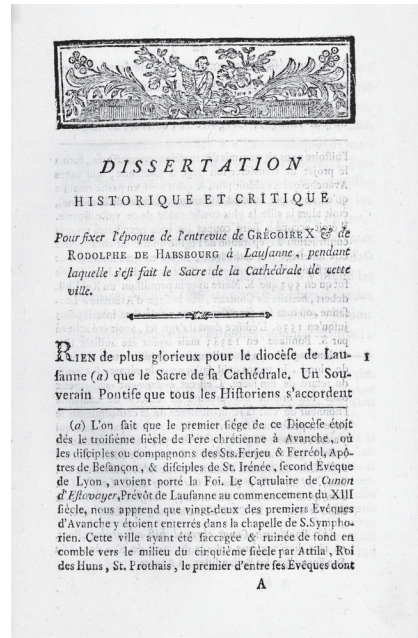 DISSERTATION
HISTORIQUE ET CRITIQUE
Pour fixer l'époque de l'entrevue de GRÉGOIRE X & de
RODOLPHE DE HABSBOURG à Lauſanne, pendant
laquelle s'eſt fait le Sacre de la Cathédrale de cette
ville.
RIEN de plus glorieux pour le diocèſe de Lau- 1
ſanne (a) que le Sacre de ſa Cathédrale. Un Sou-
verain Pontife que tous les Hiſtoriens s'accordent
(a) L'on ſait que le premier ſiége de ce Diocèſe étoit
dès le troiſième ſiècle de l'ere chrétienne à Avanche, où
les diſciples ou compagnons des Sts. Ferjeu & Ferréol, Apô-
tres de Beſançon, & diſciples de St. Irénée, ſecond Evéque
de Lyon, avoient porté la Foi. Le Cartulaire de Cunon
d'Eſtavayer, Prévôt de Lauſanne au commencement du XIII
ſiècle, nous apprend que vingt-deux des premiers Evéques
d'Avanche y étoient enterrés dans la chapelle de S. Sympho-
rien. Cette ville ayant été ſaccagée & ruinée de fond en
comble vers le milieu du cinquième ſiècle par Attila, Roi
des Huns, St. Prothais, le premier d'entre ſes Évéques dont
A